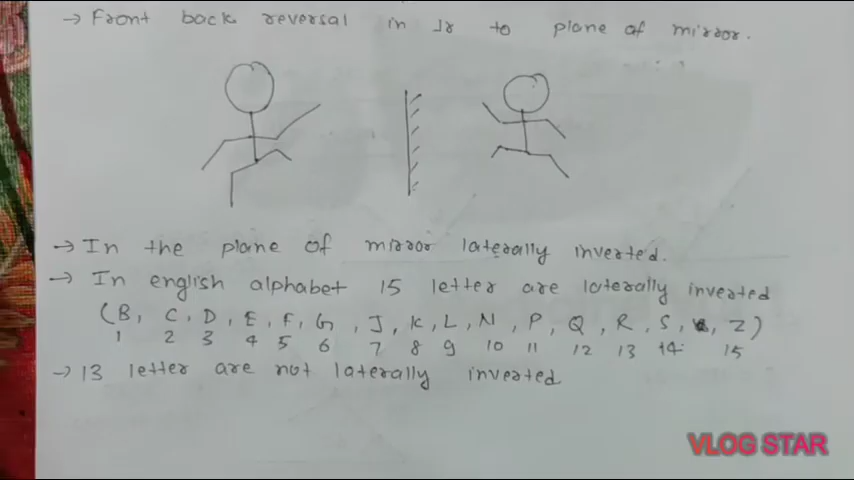 → Front back reversal in ⊥r to plane of mirror.
→ In the plane of mirror laterally inverted.
→ In english alphabet 15 letter are laterally inverted
(B, C, D, E, F, G, J, K, L, N, P, Q, R, S, Z)
1 2 3 4 5 6 7 8 9 10 11 12 13 14 15
→ 13 letter are not laterally inverted
VLOG STAR